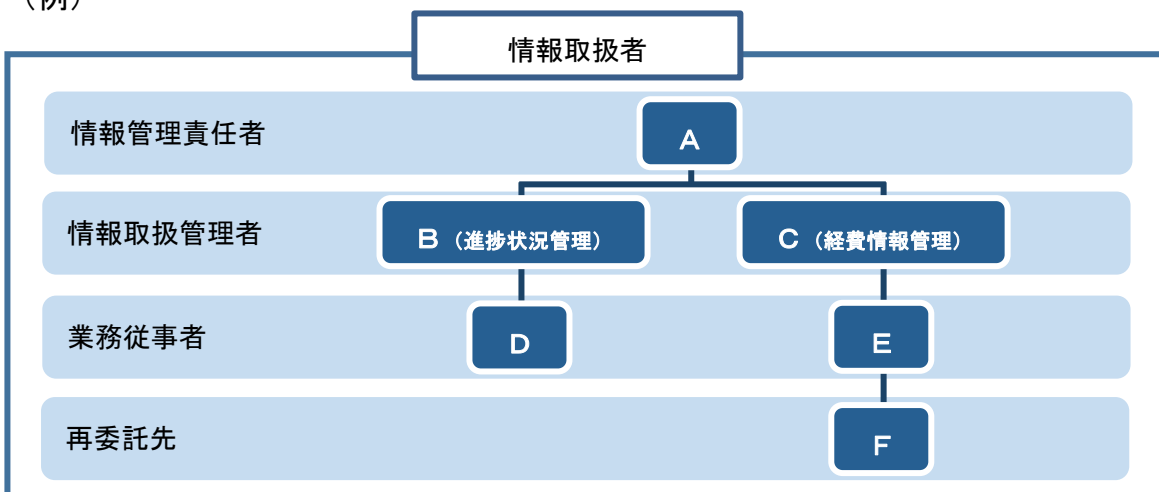 （例）
情報取扱者
情報管理責任者
A
情報取扱管理者
B（進捗状況管理）
C（経費情報管理）
業務従事者
D
E
再委託先
F